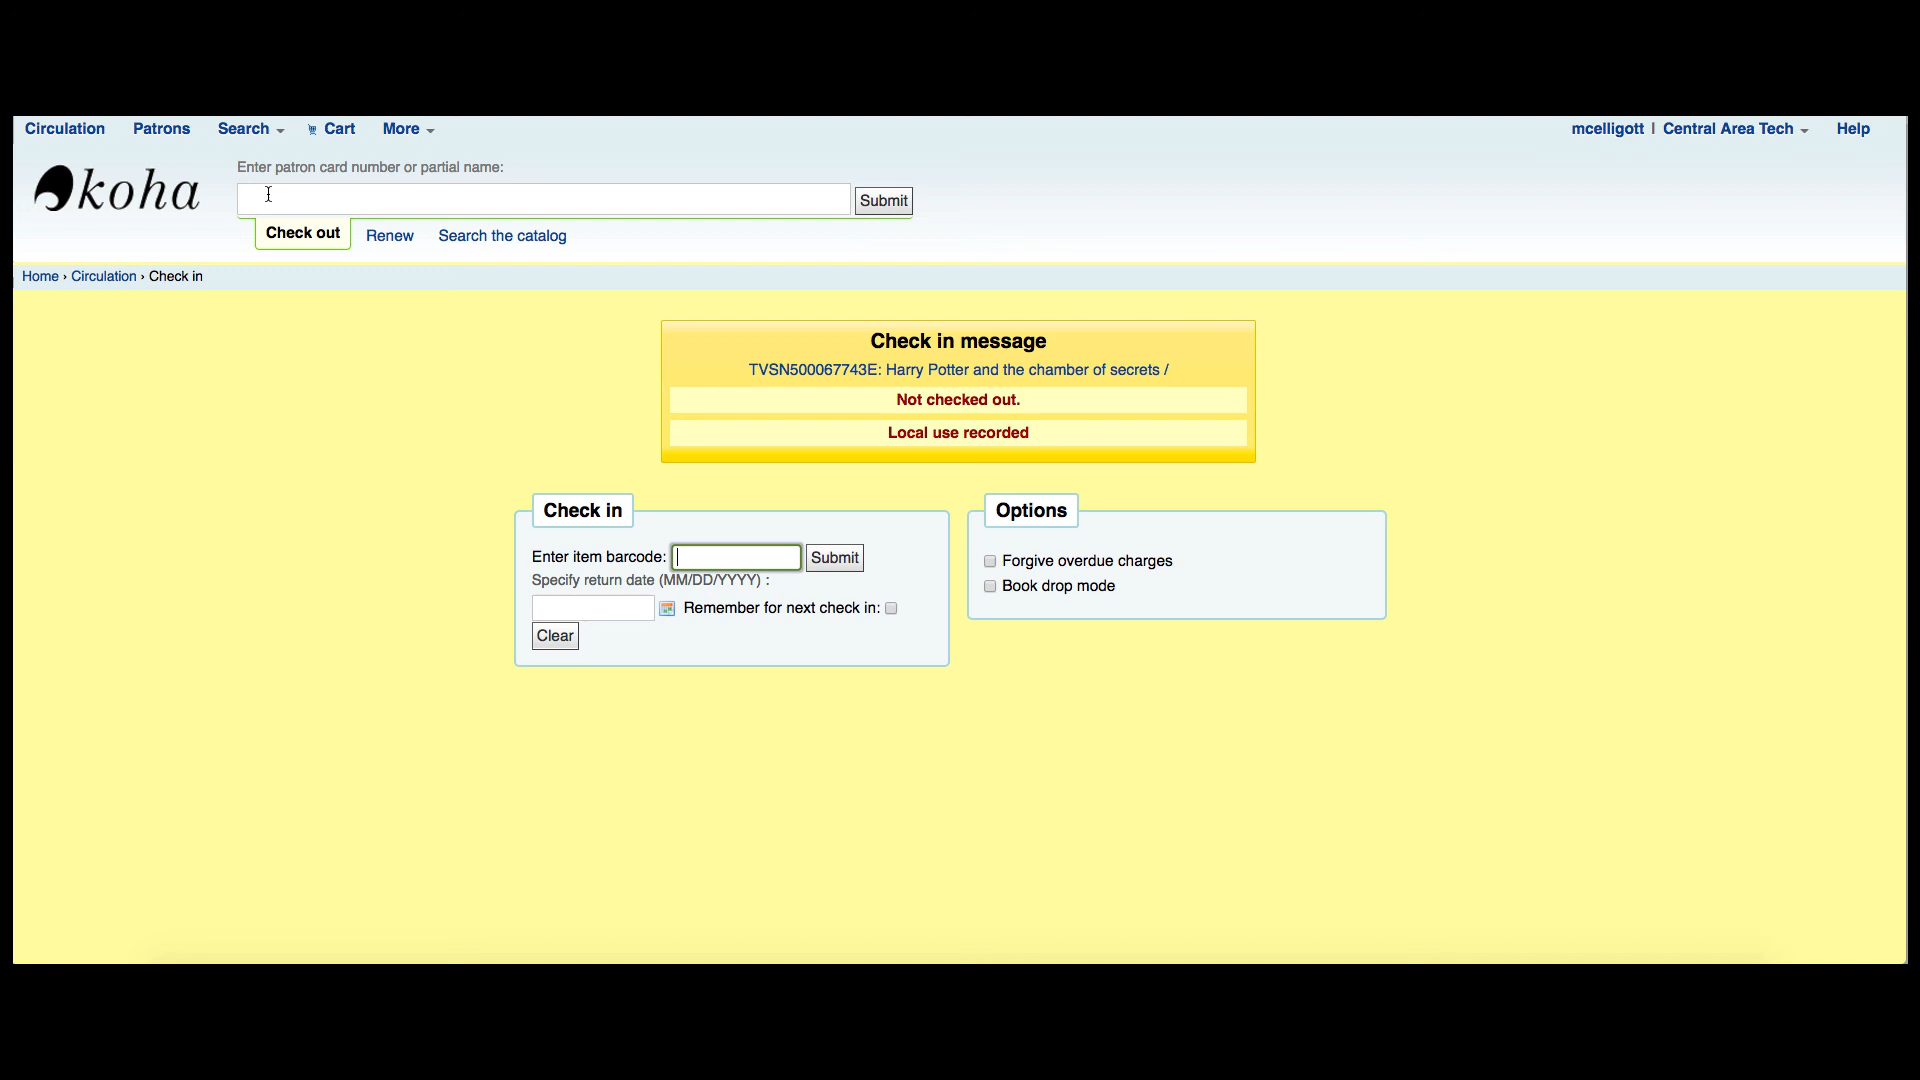 Circulation Patrons Search Cart More mcelligott | Central Area Tech Help
Enter patron card number or partial name:
koha
Submit
Check out Renew Search the catalog
Home › Circulation › Check in
Check in message
TVSN500067743E: Harry Potter and the chamber of secrets /
Not checked out.
Local use recorded
Check in
Enter item barcode: Submit
Specify return date (MM/DD/YYYY) :
Remember for next check in:
Clear
Options
Forgive overdue charges
Book drop mode